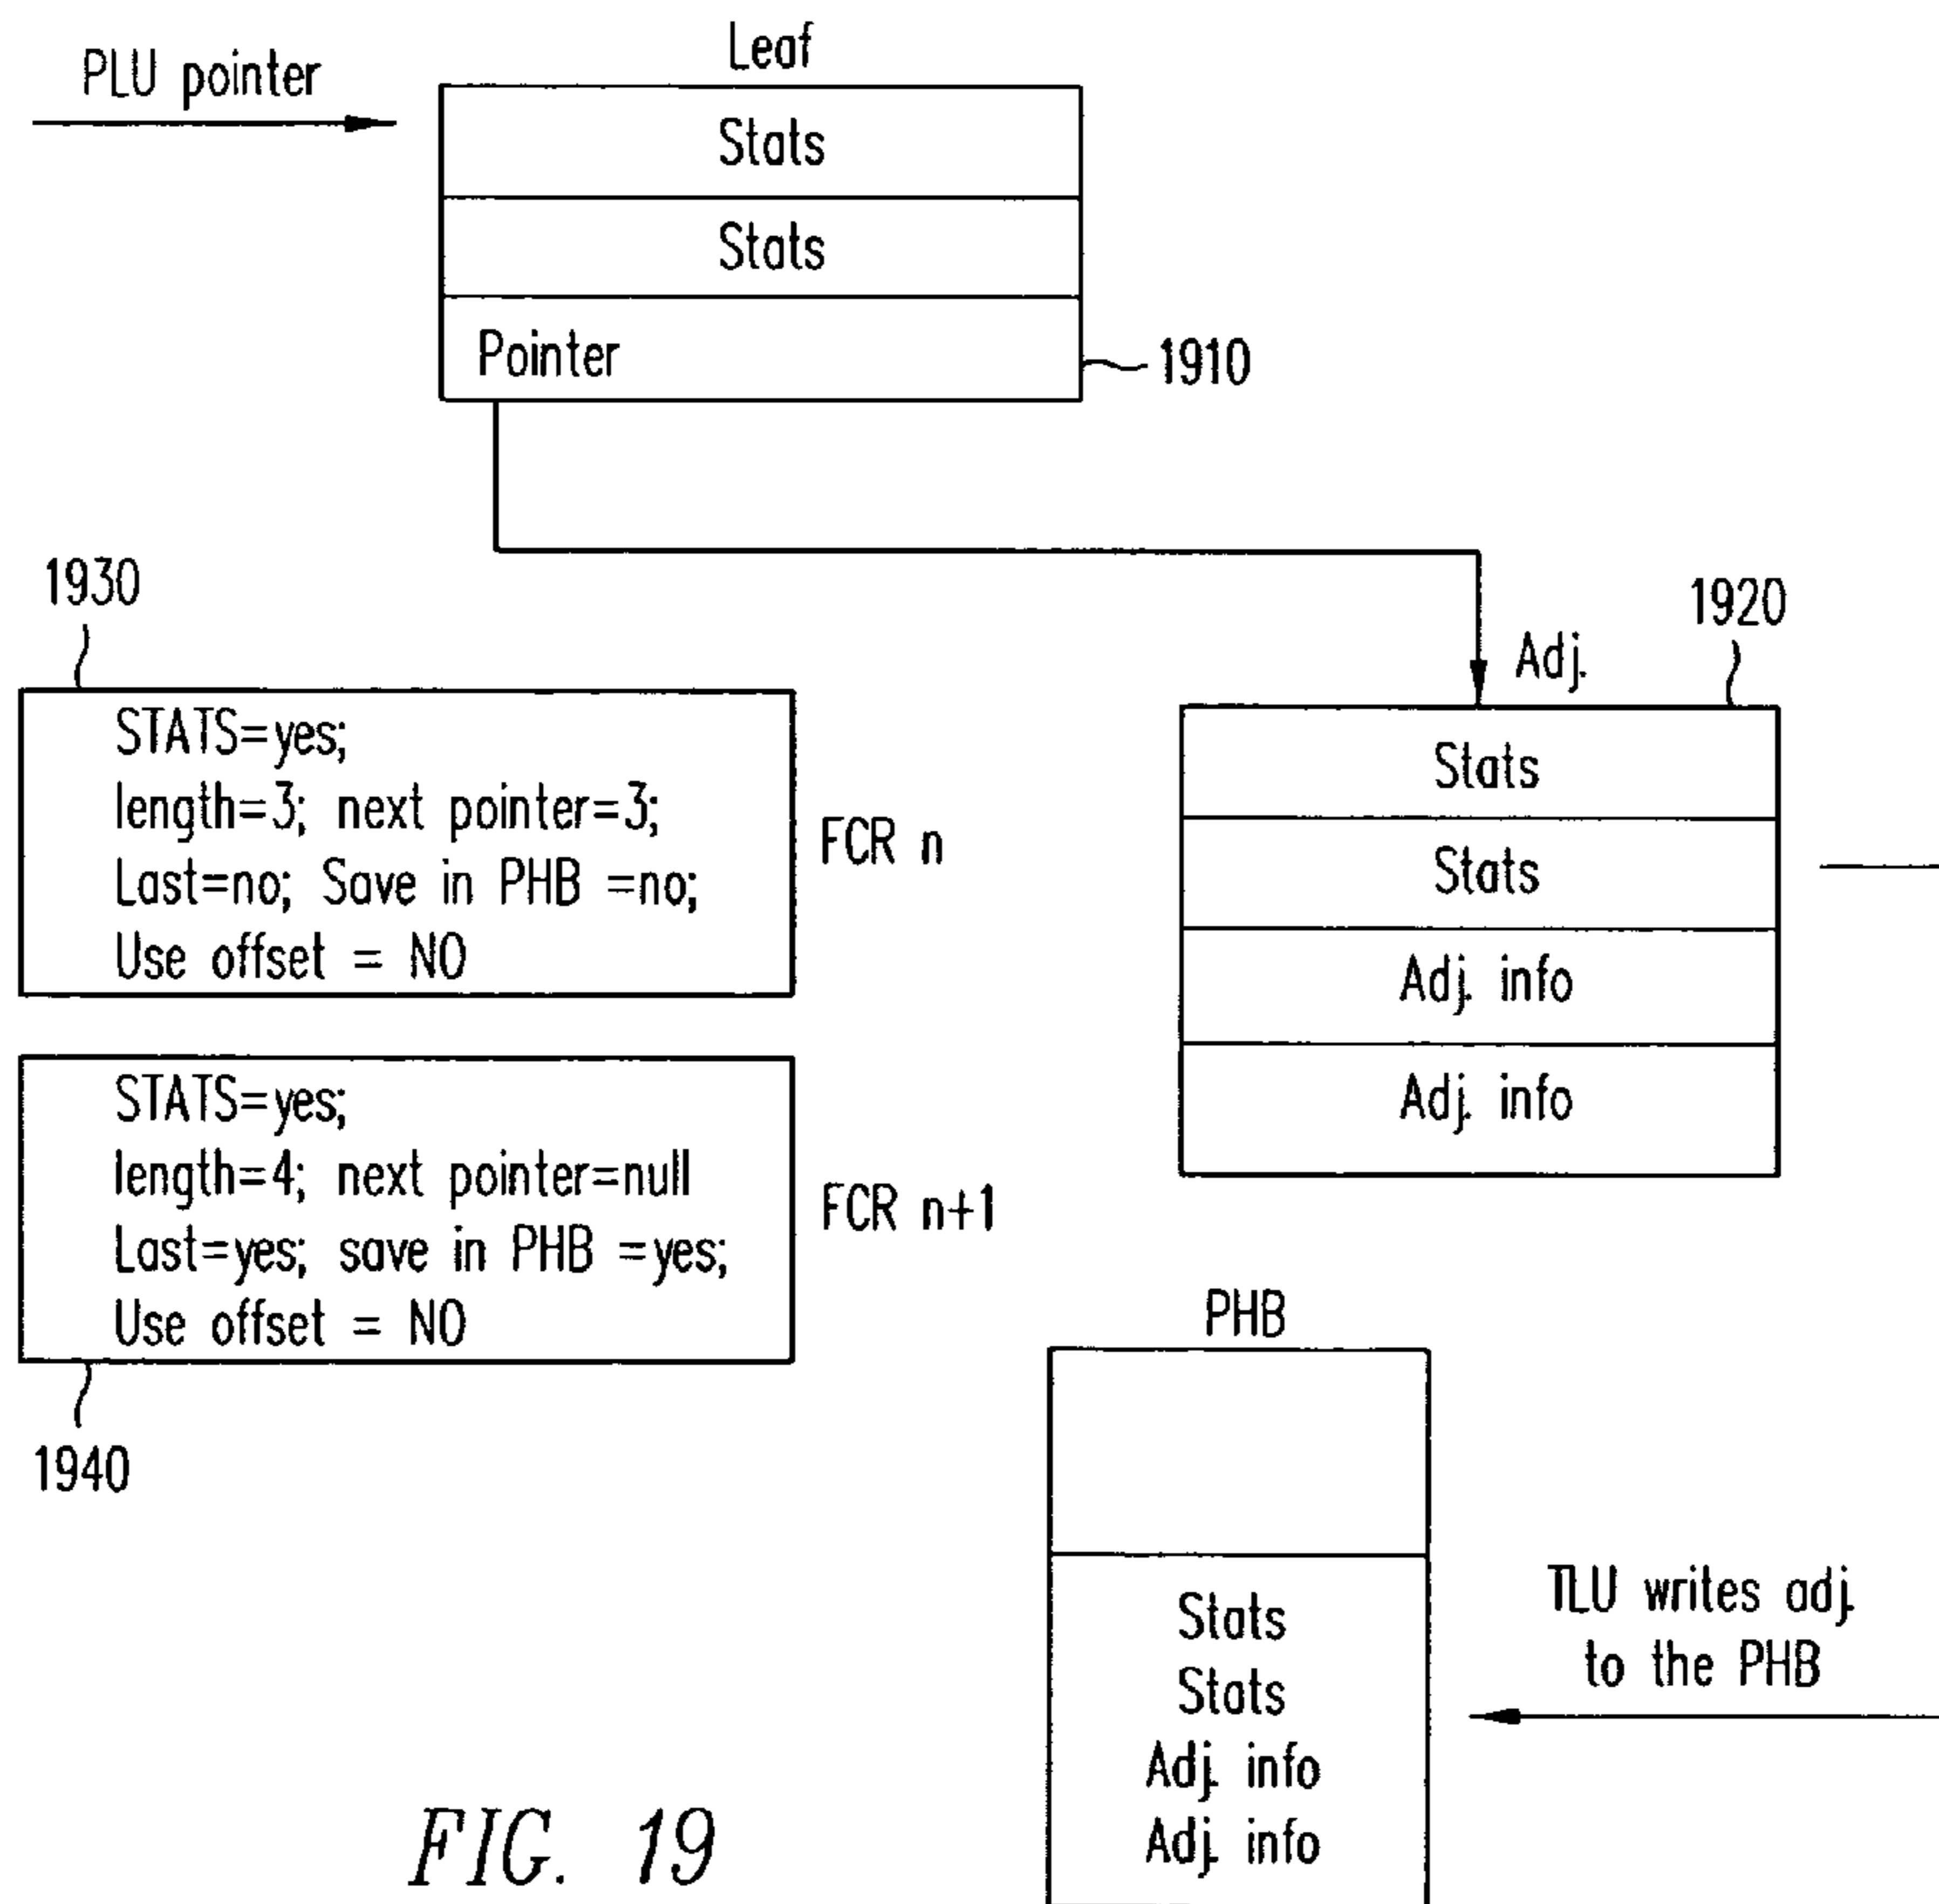 PLU pointer
Leaf
Stats
Stats
Pointer
1910
1930
STATS=yes;
length=3; next pointer=3;
Last=no; Save in PHB =no;
Use offset = NO
FCR n
1920
Adj.
Stats
Stats
Adj. info
Adj. info
STATS=yes;
length=4; next pointer=null
Last=yes; save in PHB =yes;
Use offset = NO
FCR n+1
1940
PHB
Stats
Stats
Adj. info
Adj. info
TLU writes adj.
to the PHB
FIG. 19